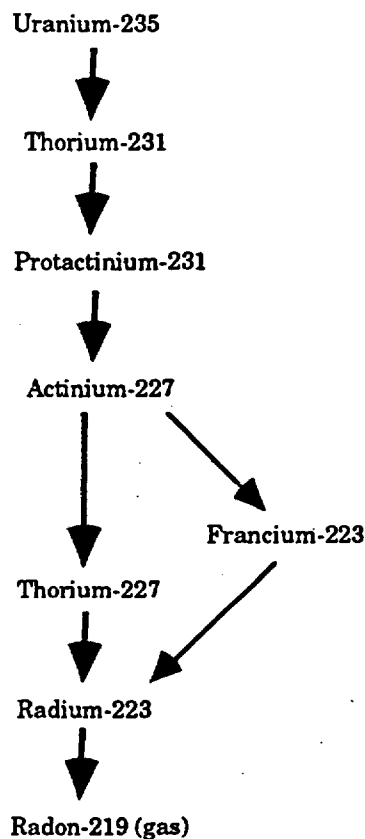 Uranium-235
Thorium-231
Protactinium-231
Actinium-227
Francium-223
Thorium-227
Radium-223
Radon-219 (gas)